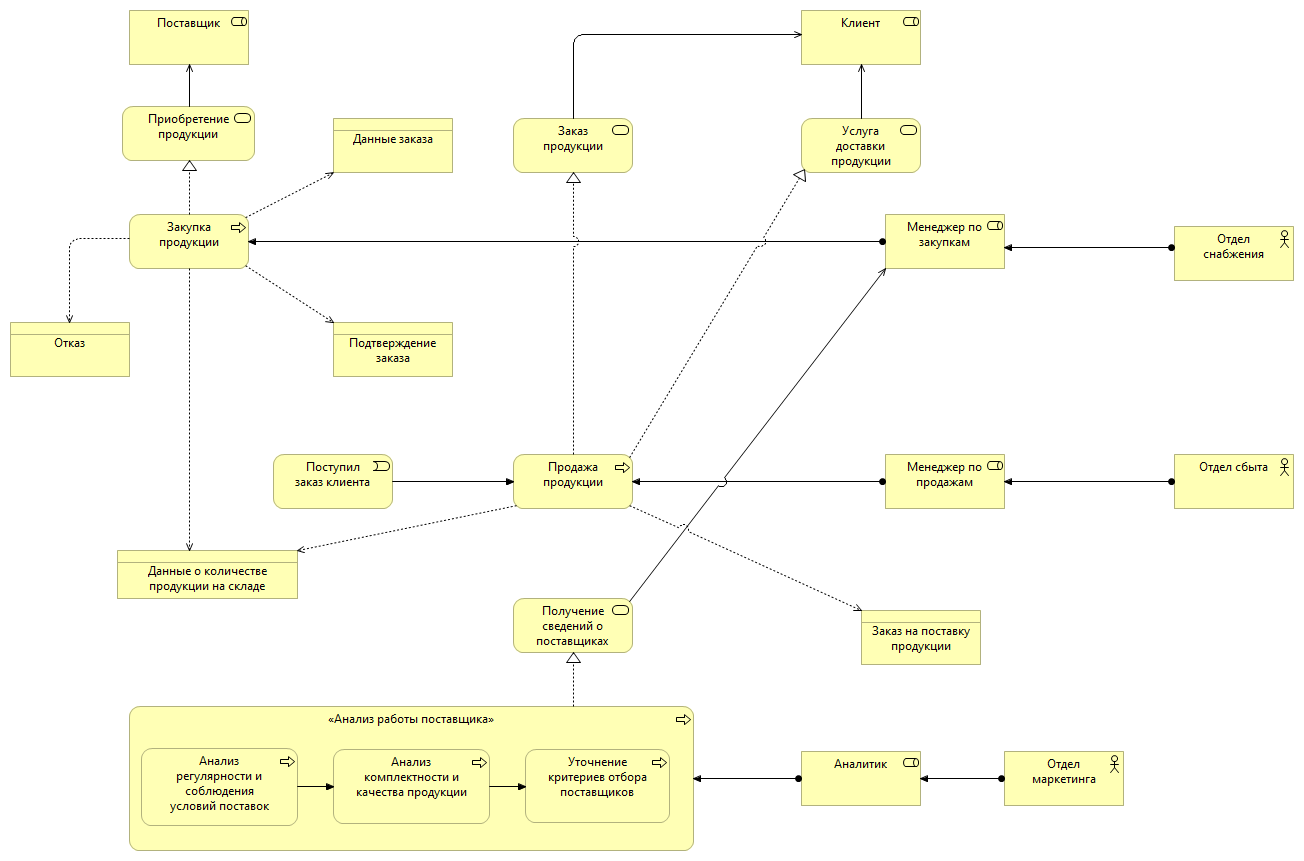 Поставщик
Клиент
Приобретение
продукции
Данные заказа
Заказ
продукции
Услуга
доставки
продукции
Закупка
продукции
Менеджер по
закупкам
Отдел
снабжения
Отказ
Подтверждение
заказа
Поступил
заказ клиента
Продажа
продукции
Менеджер по
продажам
Отдел сбыта
Данные о количестве
продукции на складе
Получение
сведений о
поставщиках
Заказ на поставку
продукции
«Анализ работы поставщика»
Анализ
регулярности и
соблюдения
условий поставок
Анализ
комплектности и
качества продукции
Уточнение
критериев отбора
поставщиков
Аналитик
Отдел
маркетинга